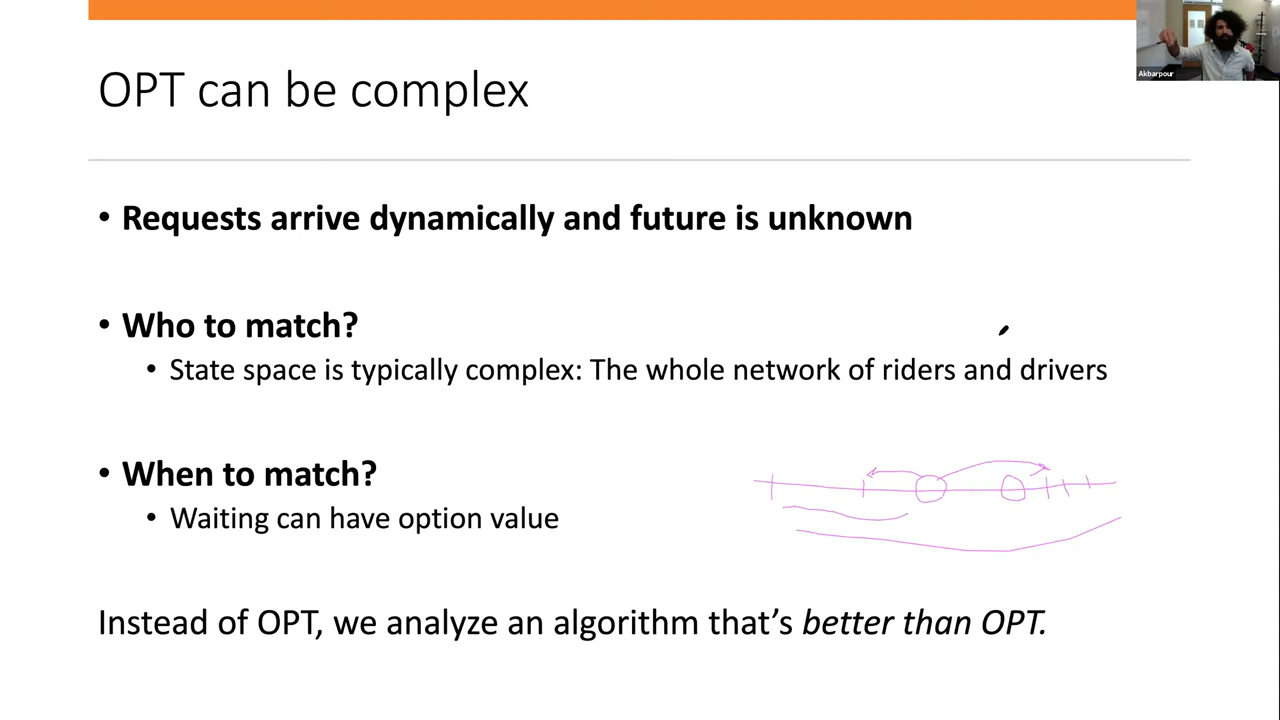 Akbarpour
OPT can be complex
• Requests arrive dynamically and future is unknown
• Who to match?
• State space is typically complex: The whole network of riders and drivers
• When to match?
• Waiting can have option value
Instead of OPT, we analyze an algorithm that's better than OPT.